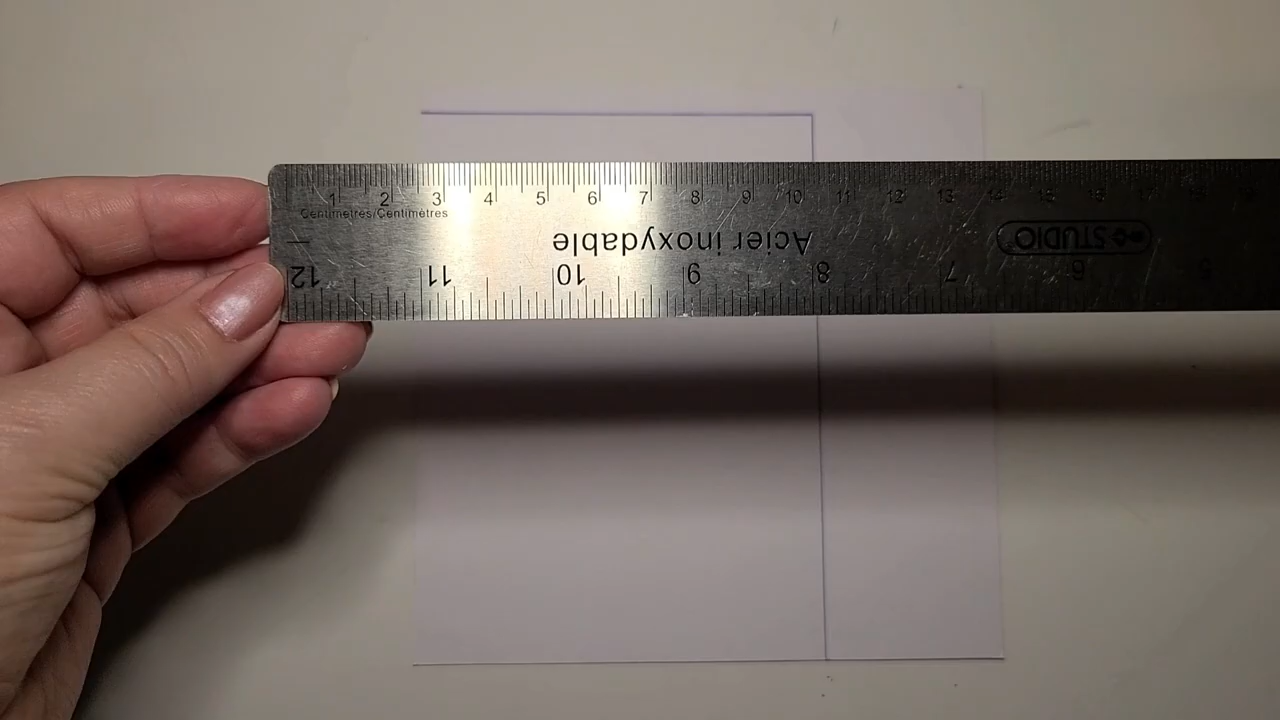 1 2 3 4 5 6 7 8 9 10 11 12 13 14 15 16
Centimetres/Centimètres
Acier inoxydable
STUDIO
12 11 10 9 8 7 6 5